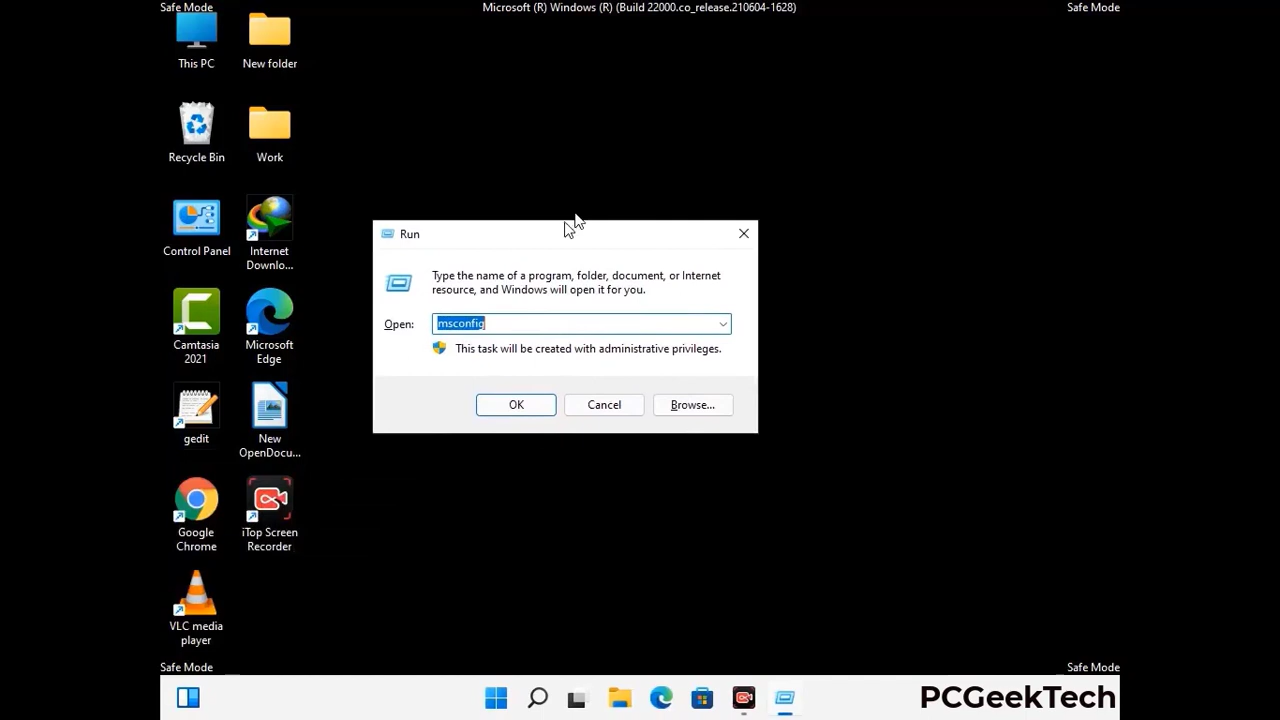 Safe Mode
Microsoft (R) Windows (R) (Build 22000.co_release.210604-1628)
Safe Mode
This PC
New folder
Recycle Bin
Work
Control Panel
Internet
Downlo...
Camtasia
2021
Microsoft
Edge
gedit
New
OpenDocu...
Google
Chrome
iTop Screen
Recorder
VLC media
player
Run
Type the name of a program, folder, document, or Internet
resource, and Windows will open it for you.
Open:
msconfig
This task will be created with administrative privileges.
OK
Cancel
Browse...
Safe Mode
Safe Mode
PCGeekTech